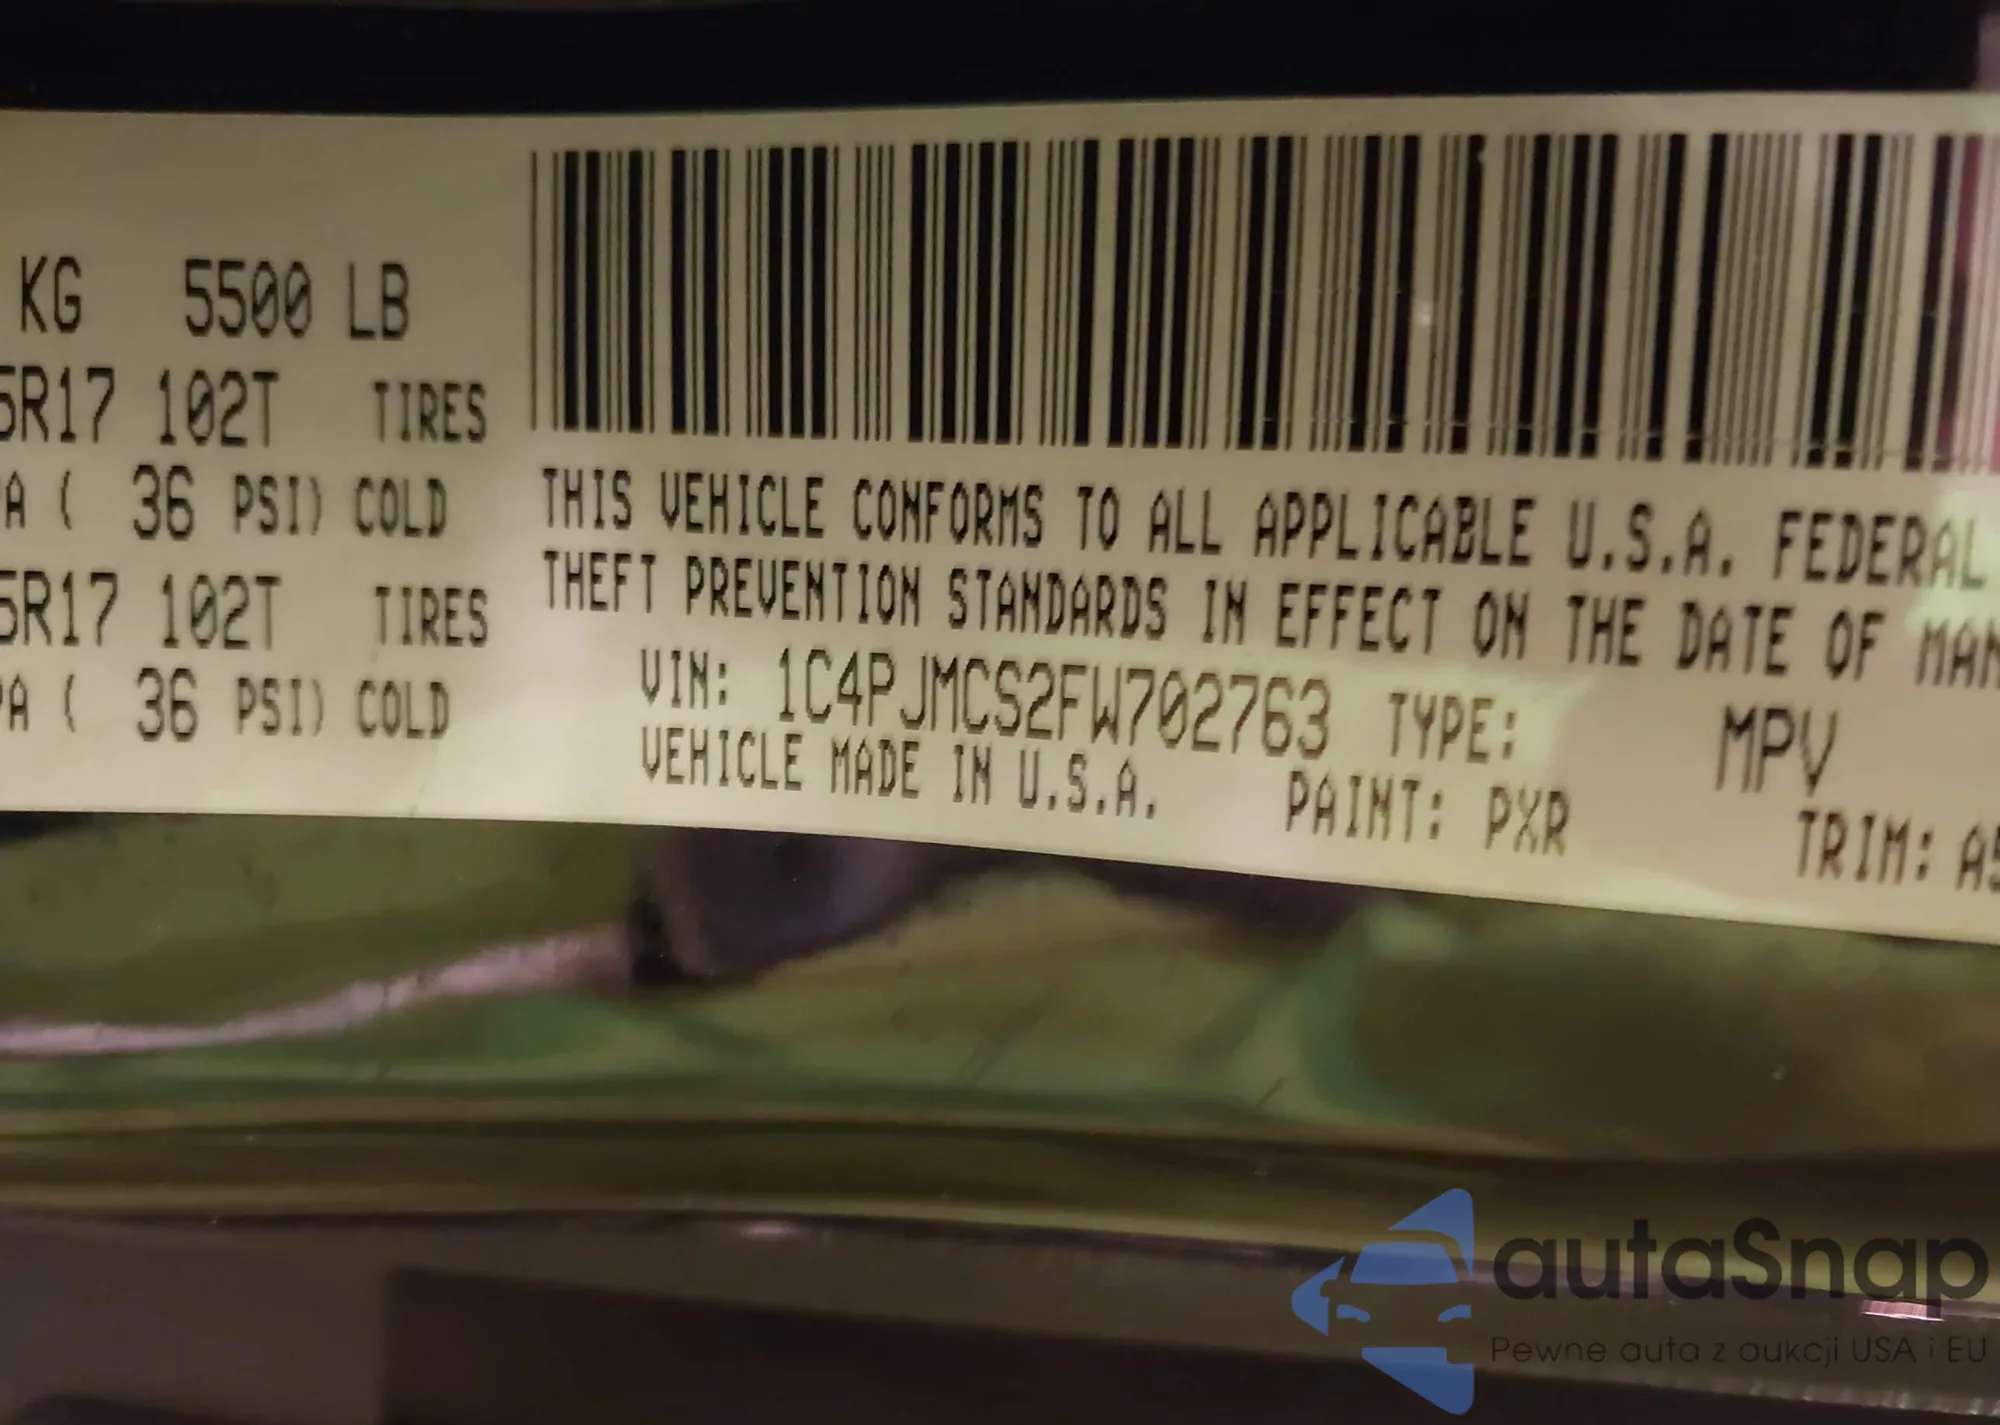 KG 5500 LB
5R17 102T TIRES
PA ( 36 PSI) COLD
5R17 102T TIRES
PA ( 36 PSI) COLD
THIS VEHICLE CONFORMS TO ALL APPLICABLE U.S.A. FEDERAL
THEFT PREVENTION STANDARDS IN EFFECT ON THE DATE OF MAN
VIN: 1C4PJMCS2FW702763 TYPE: MPV
VEHICLE MADE IN U.S.A. PAINT: PXR TRIM: A5
autaSnap
Pewne auta z aukcji USA i EU